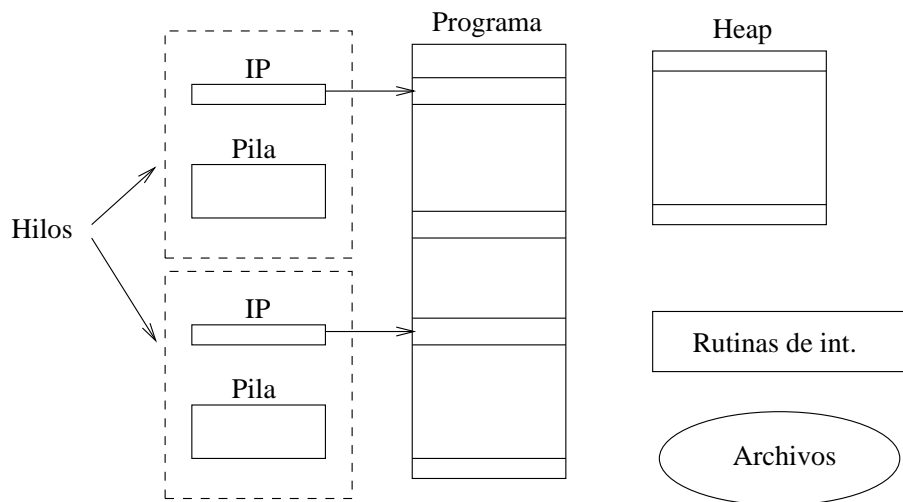 Programa
Heap
IP
Pila
Hilos
IP
Pila
Rutinas de int.
Archivos